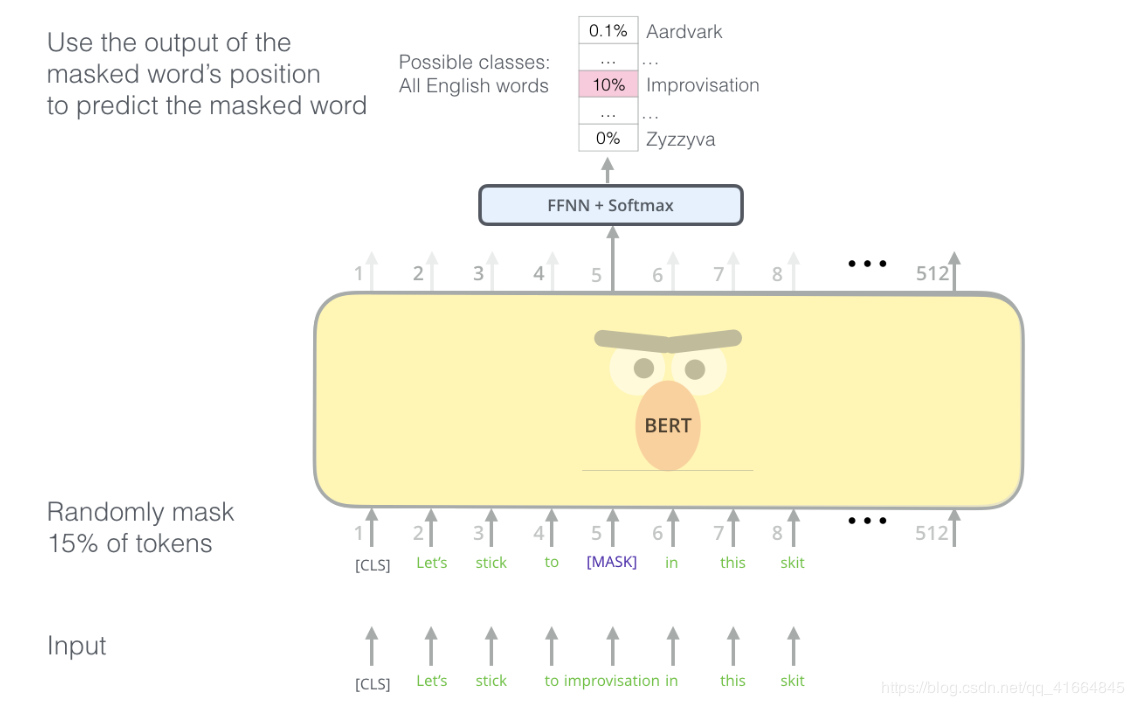 Use the output of the
masked word's position
to predict the masked word
Possible classes:
All English words
0.1% Aardvark
... ...
10% Improvisation
... ...
0% Zyzzyva
FFNN + Softmax
1 2 3 4 5 6 7 8 ... 512
BERT
Randomly mask
15% of tokens
1 2 3 4 5 6 7 8 ... 512
[CLS] Let's stick to [MASK] in this skit
Input
[CLS] Let's stick to improvisation in this skit
https://blog.csdn.net/qq_41664845